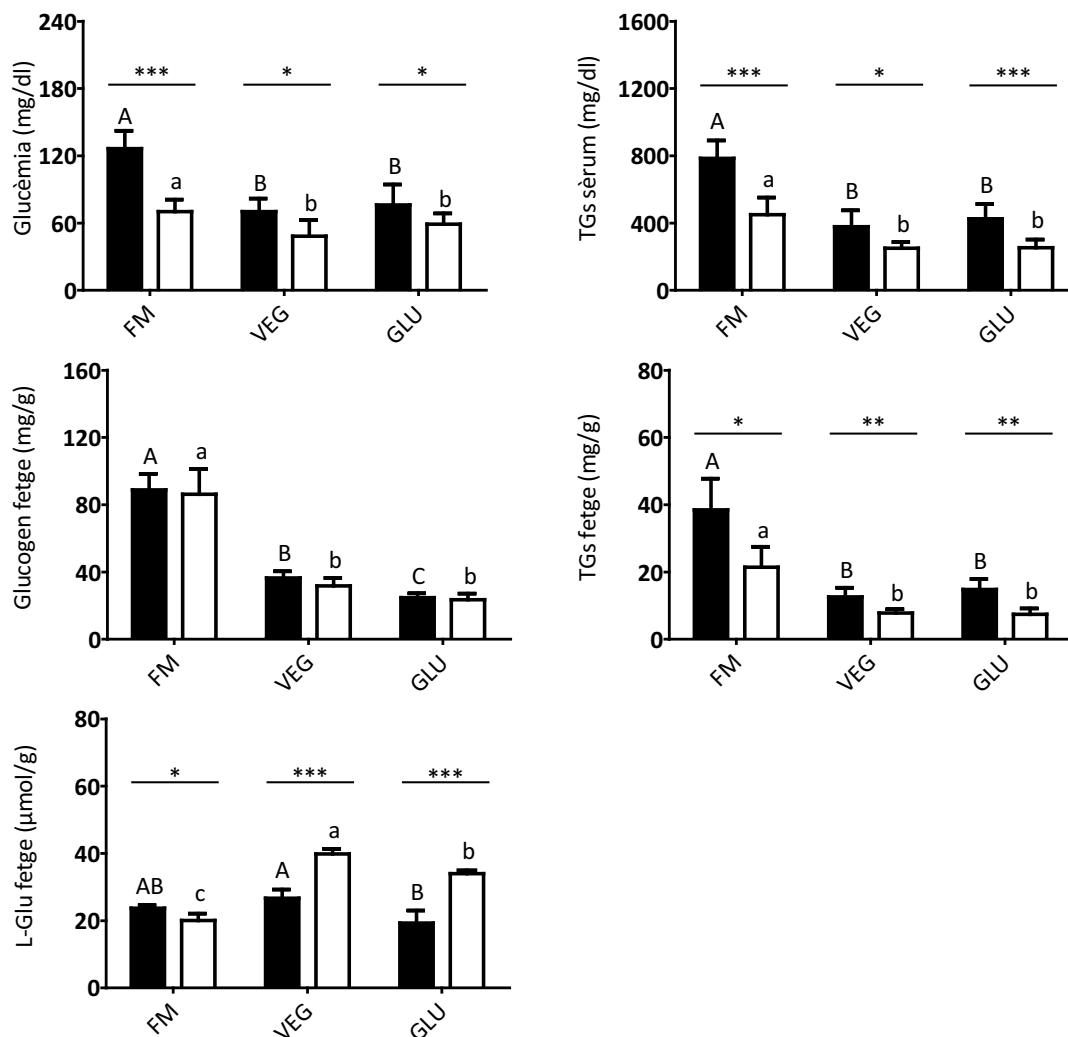 Glucèmia (mg/dl)
240
180
120
60
0
*** * *
A a B b B b
FM VEG GLU
TGs sèrum (mg/dl)
1600
1200
800
400
0
*** * ***
A a B b B b
FM VEG GLU
Glucogen fetge (mg/g)
160
120
80
40
0
A a B b C b
FM VEG GLU
TGs fetge (mg/g)
80
60
40
20
0
* ** **
A a B b B b
FM VEG GLU
L-Glu fetge (μmol/g)
80
60
40
20
0
* *** ***
AB c A a B b
FM VEG GLU